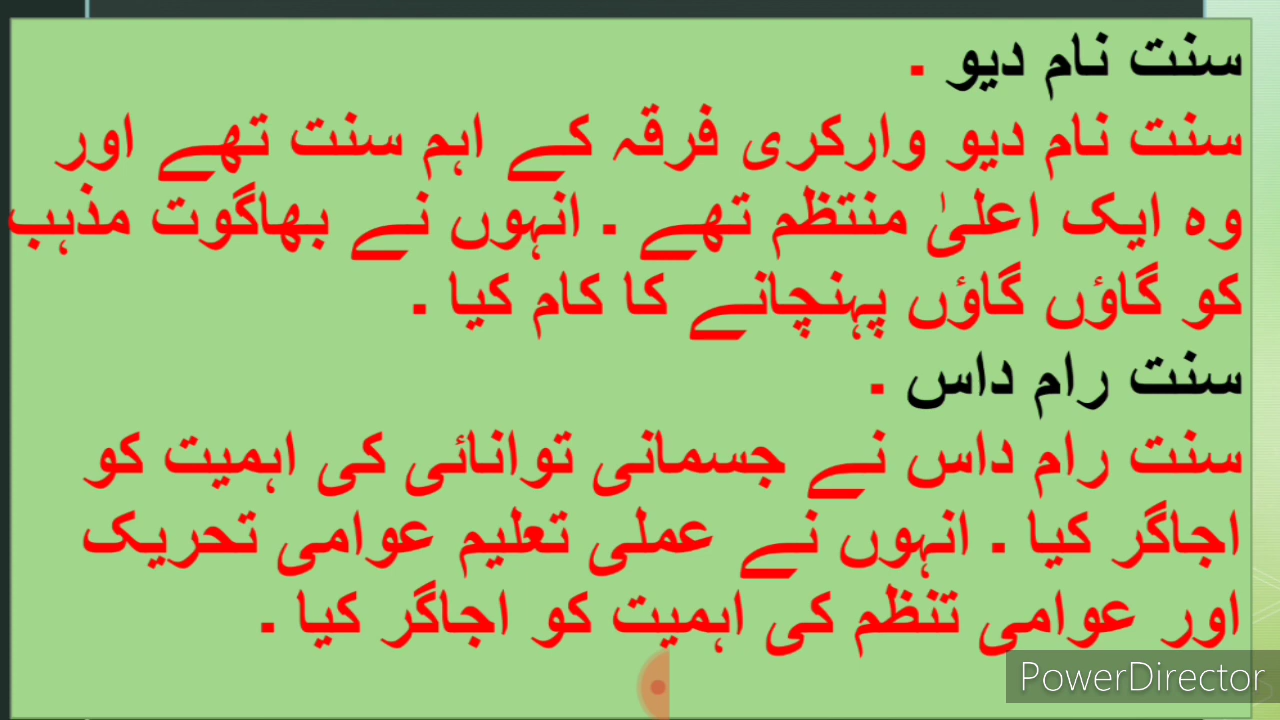 سنت نام دیو .
سنت نام دیو وارکری فرقہ کے اہم سنت تھے اور
وہ ایک اعلیٰ منتظم تھے . انہوں نے بھاگوت مذہب
کو گاؤں گاؤں پہنچانے کا کام کیا .
سنت رام داس .
سنت رام داس نے جسمانی توانائی کی اہمیت کو
اجاگر کیا . انہوں نے عملی تعلیم عوامی تحریک
اور عوامی تنظم کی اہمیت کو اجاگر کیا .
PowerDirector